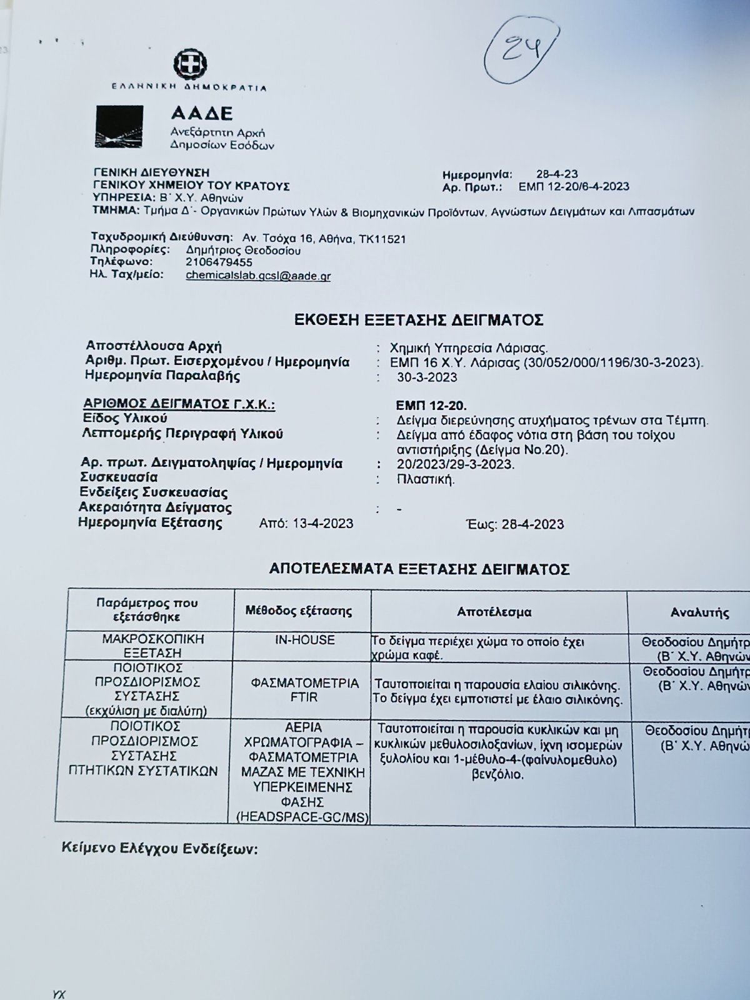 24
ΕΛΛΗΝΙΚΗ ΔΗΜΟΚΡΑΤΙΑ
ΑΑΔΕ
Ανεξάρτητη Αρχή
Δημοσίων Εσόδων
ΓΕΝΙΚΗ ΔΙΕΥΘΥΝΣΗ
ΓΕΝΙΚΟΥ ΧΗΜΕΙΟΥ ΤΟΥ ΚΡΑΤΟΥΣ
ΥΠΗΡΕΣΙΑ: Β΄ Χ.Υ. Αθηνών
ΤΜΗΜΑ: Τμήμα Δ΄- Οργανικών Πρώτων Υλών & Βιομηχανικών Προϊόντων, Αγνώστων Δειγμάτων και Λιπασμάτων
Ημερομηνία: 28-4-23
Αρ. Πρωτ.: ΕΜΠ 12-20/6-4-2023
Ταχυδρομική Διεύθυνση: Αν. Τσόχα 16, Αθήνα, ΤΚ11521
Πληροφορίες: Δημήτριος Θεοδοσίου
Τηλέφωνο: 2106479455
Ηλ. Ταχ/μείο: chemicalslab.gcsl@aade.gr
ΕΚΘΕΣΗ ΕΞΕΤΑΣΗΣ ΔΕΙΓΜΑΤΟΣ
Αποστέλλουσα Αρχή : Χημική Υπηρεσία Λάρισας.
Αριθμ. Πρωτ. Εισερχομένου / Ημερομηνία : ΕΜΠ 16 Χ.Υ. Λάρισας (30/052/000/1196/30-3-2023).
Ημερομηνία Παραλαβής : 30-3-2023
ΑΡΙΘΜΟΣ ΔΕΙΓΜΑΤΟΣ Γ.Χ.Κ.: ΕΜΠ 12-20.
Είδος Υλικού : Δείγμα διερεύνησης ατυχήματος τρένων στα Τέμπη.
Λεπτομερής Περιγραφή Υλικού : Δείγμα από έδαφος νότια στη βάση του τοίχου
αντιστήριξης (Δείγμα Νο.20).
Αρ. πρωτ. Δειγματοληψίας / Ημερομηνία : 20/2023/29-3-2023.
Συσκευασία : Πλαστική.
Ενδείξεις Συσκευασίας
Ακεραιότητα Δείγματος : -
Ημερομηνία Εξέτασης Από: 13-4-2023 Έως: 28-4-2023
ΑΠΟΤΕΛΕΣΜΑΤΑ ΕΞΕΤΑΣΗΣ ΔΕΙΓΜΑΤΟΣ
Παράμετρος που
εξετάσθηκε
Μέθοδος εξέτασης
Αποτέλεσμα
Αναλυτής
ΜΑΚΡΟΣΚΟΠΙΚΗ
ΕΞΕΤΑΣΗ
IN-HOUSE
Το δείγμα περιέχει χώμα το οποίο έχει
χρώμα καφέ.
Θεοδοσίου Δημήτρ
(Β΄ Χ.Υ. Αθηνών
ΠΟΙΟΤΙΚΟΣ
ΠΡΟΣΔΙΟΡΙΣΜΟΣ
ΣΥΣΤΑΣΗΣ
(εκχύλιση με διαλύτη)
ΦΑΣΜΑΤΟΜΕΤΡΙΑ
FTIR
Ταυτοποιείται η παρουσία ελαίου σιλικόνης.
Το δείγμα έχει εμποτιστεί με έλαιο σιλικόνης.
Θεοδοσίου Δημήτρ
(Β΄ Χ.Υ. Αθηνών
ΠΟΙΟΤΙΚΟΣ
ΠΡΟΣΔΙΟΡΙΣΜΟΣ
ΣΥΣΤΑΣΗΣ
ΠΤΗΤΙΚΩΝ ΣΥΣΤΑΤΙΚΩΝ
ΑΕΡΙΑ
ΧΡΩΜΑΤΟΓΡΑΦΙΑ –
ΦΑΣΜΑΤΟΜΕΤΡΙΑ
ΜΑΖΑΣ ΜΕ ΤΕΧΝΙΚΗ
ΥΠΕΡΚΕΙΜΕΝΗΣ
ΦΑΣΗΣ
(HEADSPACE-GC/MS)
Ταυτοποιείται η παρουσία κυκλικών και μη
κυκλικών μεθυλοσιλοξανίων, ίχνη ισομερών
ξυλολίου και 1-μέθυλο-4-(φαίνυλομεθυλο)
βενζόλιο.
Θεοδοσίου Δημήτρ
(Β΄ Χ.Υ. Αθηνώ
Κείμενο Ελέγχου Ενδείξεων:
ΥΧ